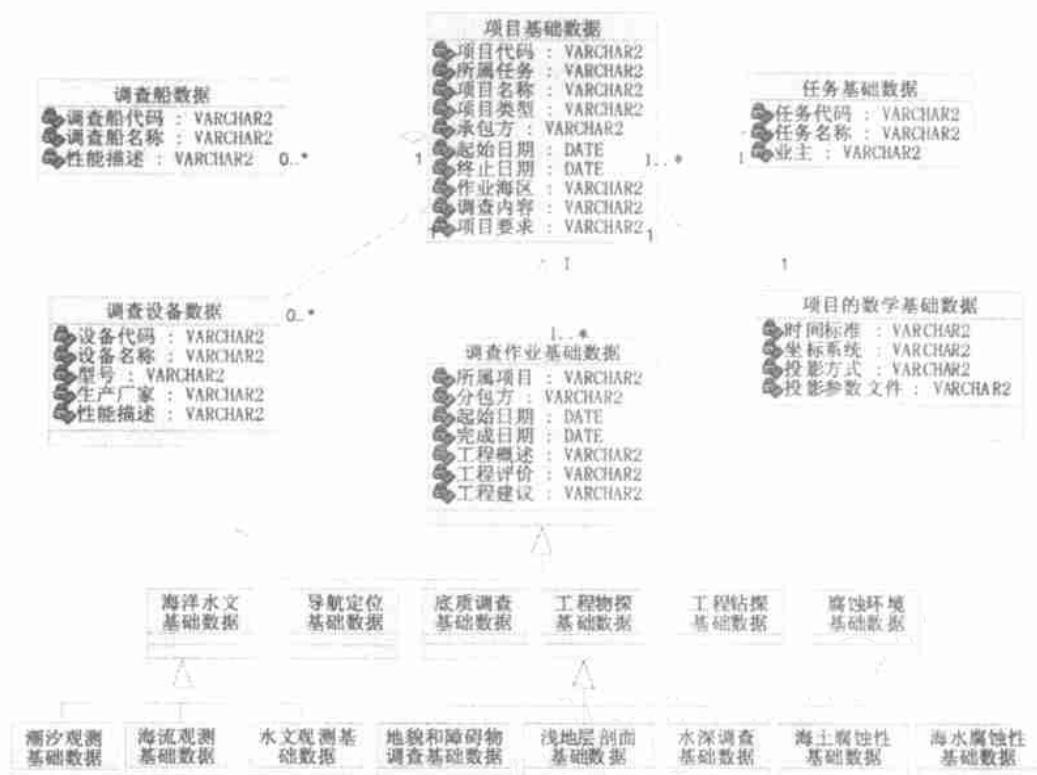 项目基础数据
项目代码 : VARCHAR2
所属任务 : VARCHAR2
项目名称 : VARCHAR2
项目类型 : VARCHAR2
承包方 : VARCHAR2
起始日期 : DATE
终止日期 : DATE
作业海区 : VARCHAR2
调查内容 : VARCHAR2
项目要求 : VARCHAR2
调查船数据
调查船代码 : VARCHAR2
调查船名称 : VARCHAR2
性能描述 : VARCHAR2
0..*
1
任务基础数据
任务代码 : VARCHAR2
任务名称 : VARCHAR2
业主 : VARCHAR2
1..*
1
1
1
1
1
调查设备数据
设备代码 : VARCHAR2
设备名称 : VARCHAR2
型号 : VARCHAR2
生产厂家 : VARCHAR2
性能描述 : VARCHAR2
0..*
1..*
调查作业基础数据
所属项目 : VARCHAR2
分包方 : VARCHAR2
起始日期 : DATE
完成日期 : DATE
工程概述 : VARCHAR2
工程评价 : VARCHAR2
工程建议 : VARCHAR2
项目的数学基础数据
时间标准 : VARCHAR2
坐标系统 : VARCHAR2
投影方式 : VARCHAR2
投影参数文件 : VARCHAR2
海洋水文
基础数据
导航定位
基础数据
底质调查
基础数据
工程物探
基础数据
工程钻探
基础数据
腐蚀环境
基础数据
潮汐观测
基础数据
海流观测
基础数据
水文观测基
础数据
地貌和障碍物
调查基础数据
浅地层剖面
基础数据
水深调查
基础数据
海土腐蚀性
基础数据
海水腐蚀性
基础数据